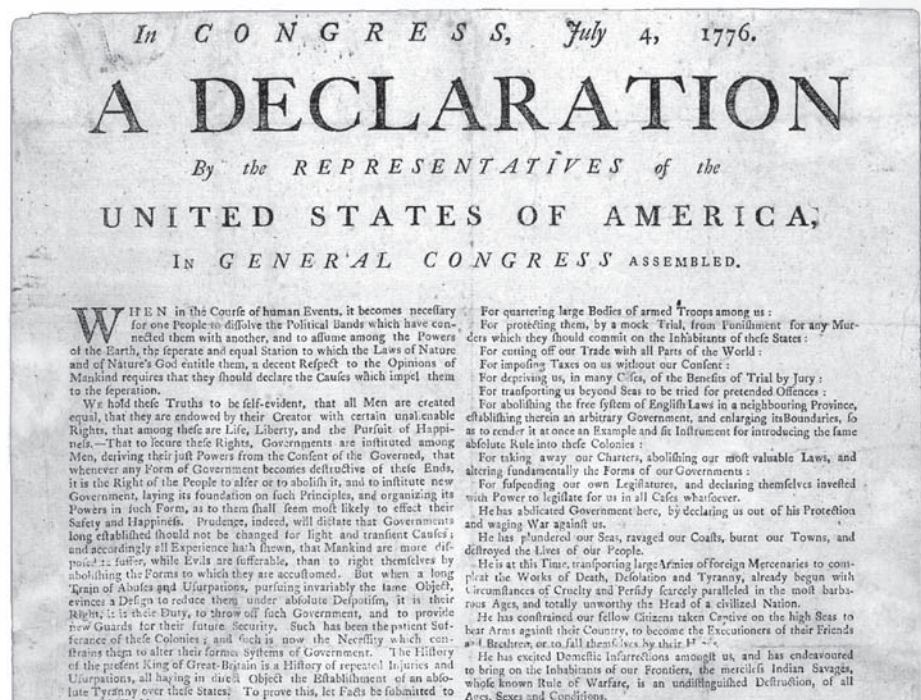 In CONGRESS, July 4, 1776.
A DECLARATION
By the REPRESENTATIVES of the
UNITED STATES OF AMERICA,
IN GENERAL CONGRESS ASSEMBLED.
WHEN in the Courſe of human Events, it becomes neceſſary
for one People to diſſolve the Political Bands which have con-
nected them with another, and to aſſume among the Powers
of the Earth, the ſeperate and equal Station to which the Laws of Nature
and of Nature's God entitle them, a decent Reſpect to the Opinions of
Mankind requires that they ſhould declare the Cauſes which impel them
to the ſeperation.
WE hold theſe Truths to be ſelf-evident, that all Men are created
equal, that they are endowed by their Creator with certain unalienable
Rights, that among theſe are Life, Liberty, and the Purſuit of Happi-
neſs.—That to ſecure theſe Rights, Governments are inſtituted among
Men, deriving their juſt Powers from the Conſent of the Governed, that
whenever any Form of Government becomes deſtructive of theſe Ends,
it is the Right of the People to alter or to aboliſh it, and to inſtitute new
Government, laying its foundation on ſuch Principles, and organizing its
Powers in ſuch Form, as to them ſhall ſeem moſt likely to effect their
Safety and Happineſs. Prudence, indeed, will dictate that Governments
long eſtabliſhed ſhould not be changed for light and tranſient Cauſes;
and accordingly all Experience hath ſhewn, that Mankind are more diſ-
poſed to ſuffer, while Evils are ſufferable, than to right themſelves by
aboliſhing the Forms to which they are accuſtomed. But when a long
Train of Abuſes and Uſurpations, purſuing invariably the ſame Object,
evinces a Deſign to reduce them under abſolute Deſpotiſm, it is their
Right, it is their Duty, to throw off ſuch Government, and to provide
new Guards for their future Security. Such has been the patient Suf-
ferance of theſe Colonies; and ſuch is now the Neceſſity which con-
ſtrains them to alter their former Syſtems of Government. The Hiſtory
of the preſent King of Great-Britain is a Hiſtory of repeated Injuries and
Uſurpations, all having in direct Object the Eſtabliſhment of an abſo-
lute Tyranny over theſe States. To prove this, let Facts be ſubmitted to
For quartering large Bodies of armed Troops among us:
For protecting them, by a mock Trial, from Puniſhment for any Mur-
ders which they ſhould commit on the Inhabitants of theſe States:
For cutting off our Trade with all Parts of the World:
For impoſing Taxes on us without our Conſent:
For depriving us, in many Caſes, of the Benefits of Trial by Jury:
For tranſporting us beyond Seas to be tried for pretended Offences:
For aboliſhing the free ſyſtem of Engliſh Laws in a neighbouring Province,
eſtabliſhing therein an arbitrary Government, and enlarging its Boundaries, ſo
as to render it at once an Example and fit Inſtrument for introducing the ſame
abſolute Rule into theſe Colonies:
For taking away our Charters, aboliſhing our moſt valuable Laws, and
altering fundamentally the Forms of our Governments:
For ſuſpending our own Legiſlatures, and declaring themſelves inveſted
with Power to legiſlate for us in all Caſes whatſoever.
He has abdicated Government here, by declaring us out of his Protection
and waging War againſt us.
He has plundered our Seas, ravaged our Coaſts, burnt our Towns, and
deſtroyed the Lives of our People.
He is at this Time, tranſporting large Armies of foreign Mercenaries to com-
pleat the Works of Death, Deſolation and Tyranny, already begun with
Circumſtances of Cruelty and Perfidy ſcarcely paralleled in the moſt barba-
rous Ages, and totally unworthy the Head of a civilized Nation.
He has conſtrained our fellow Citizens taken Captive on the high Seas to
bear Arms againſt their Country, to become the Executioners of their Friends
and Brethren, or to fall themſelves by their
He has excited Domeſtic Inſurrections amongſt us, and has endeavoured
to bring on the Inhabitants of our Frontiers, the mercileſs Indian Savages,
whoſe known Rule of Warfare, is an undiſtinguiſhed Deſtruction, of all
Ages, Sexes and Conditions.